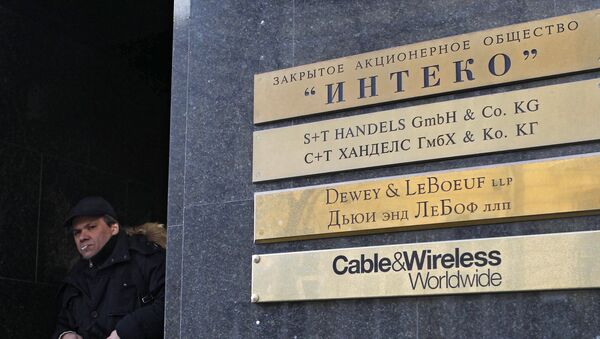 ЗАКРЫТОЕ АКЦИОНЕРНОЕ ОБЩЕСТВО
"ИНТЕКО"
S+T HANDELS GmbH & Co. KG
С+Т ХАНДЕЛС ГмбХ & Ко. КГ
DEWEY & LEBOEUF LLP
ДЬЮИ ЭНД ЛЕБОФ ЛЛП
Cable&Wireless
Worldwide